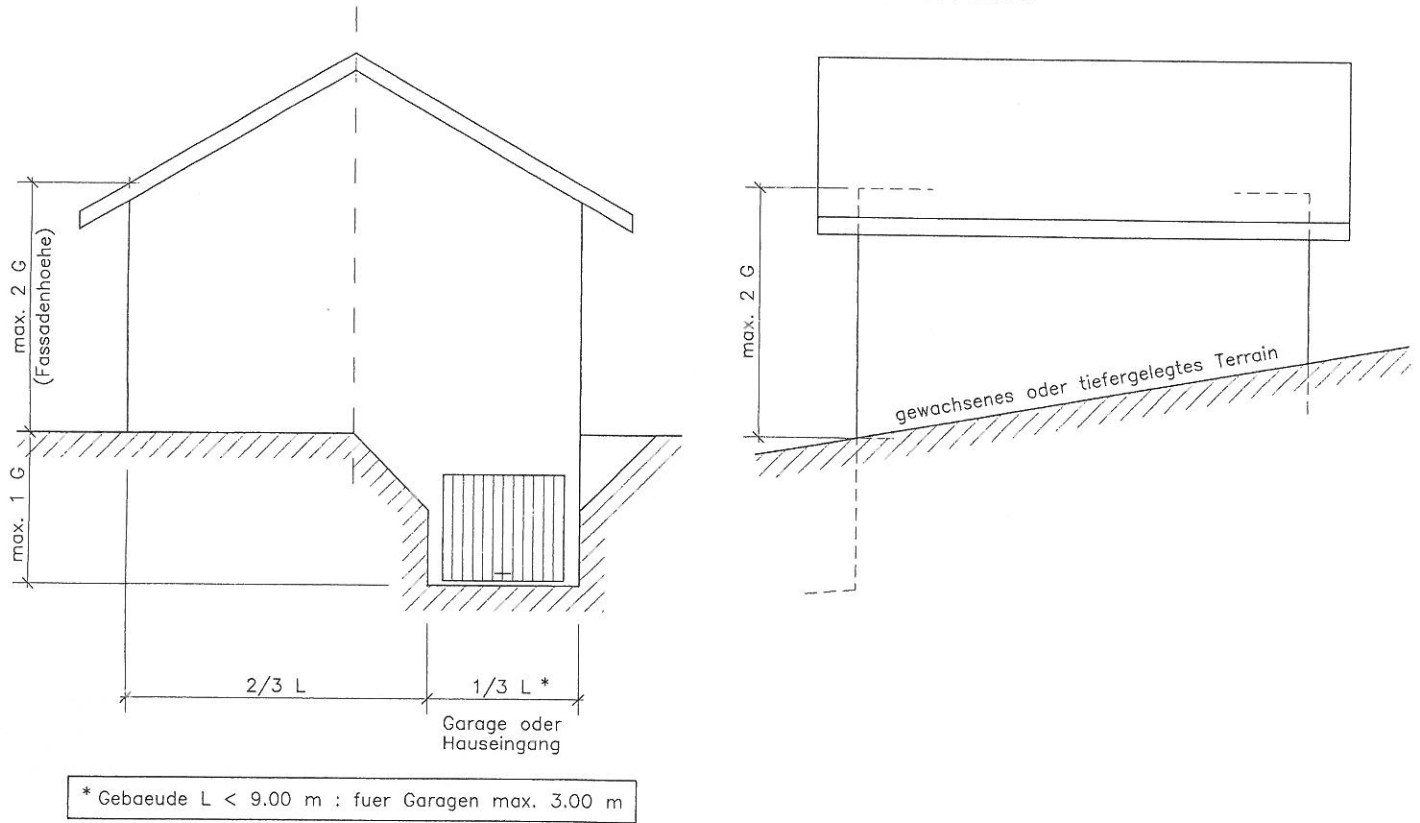 max. 2 G
(Fassadenhoehe)
max. 1 G
2/3 L
1/3 L *
Garage oder
Hauseingang
* Gebaeude L < 9.00 m : fuer Garagen max. 3.00 m
max. 2 G
gewachsenes oder tiefergelegtes Terrain